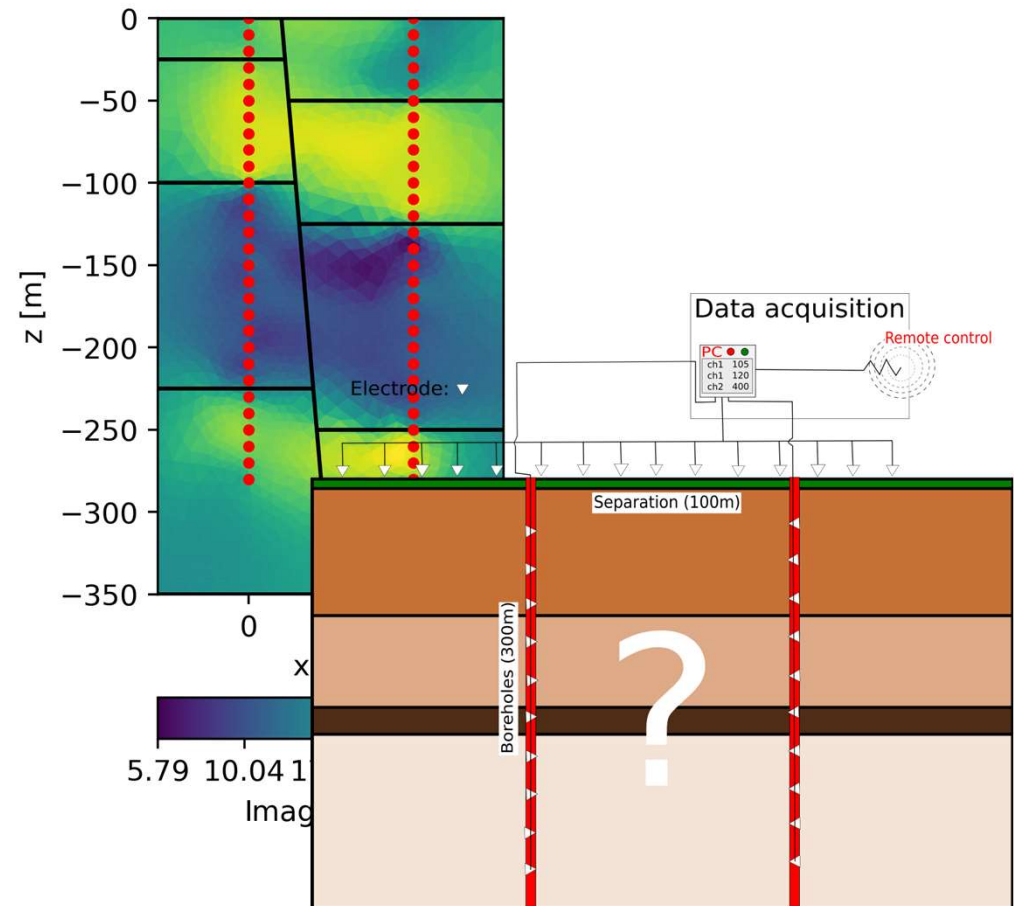 0
−50
−100
−150
−200
−250
−300
−350
z [m]
0
x
5.79 10.04 1
Imag
Electrode:
Data acquisition
Remote control
PC
ch1 105
ch1 120
ch2 400
Separation (100m)
Boreholes (300m)
?